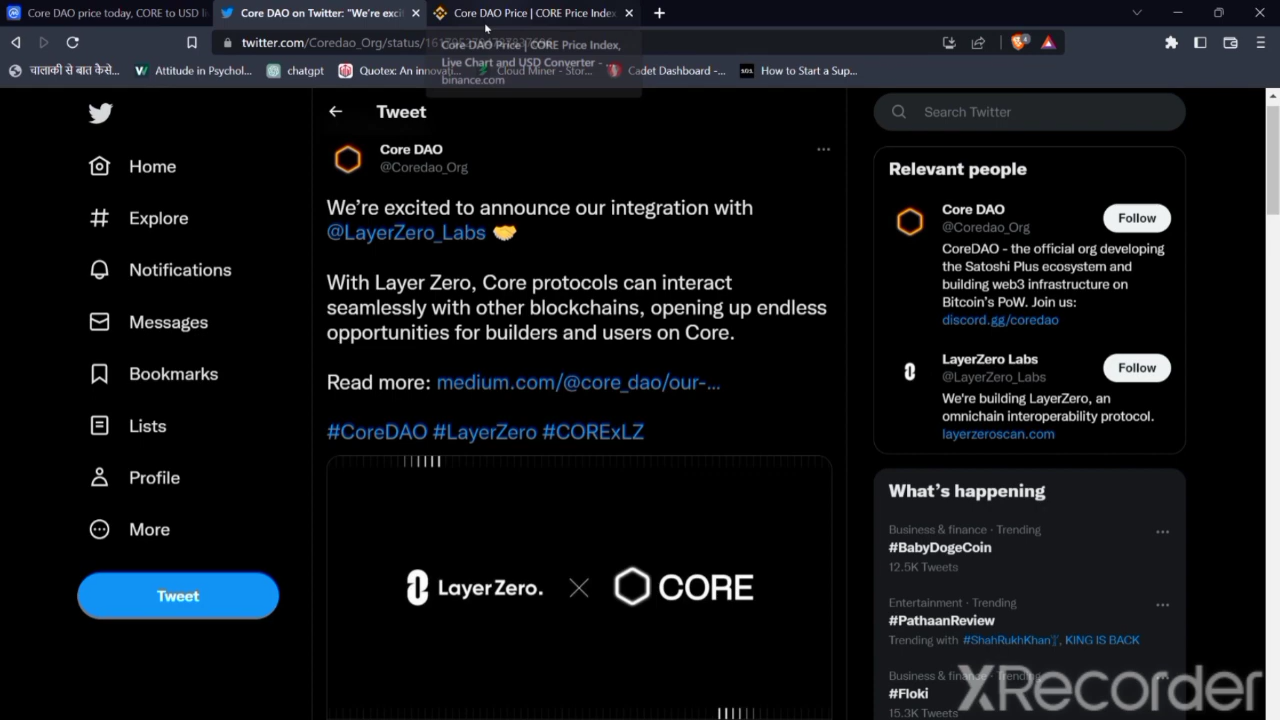 Core DAO price today, CORE to USD li
Core DAO on Twitter: "We're exci
Core DAO Price | CORE Price Index
twitter.com/Coredao_Org/status/
Core DAO Price | CORE Price Index,
Live Chart and USD Converter -
binance.com
चालाकी से बात कैसे...
Attitude in Psychol...
chatgpt
Quotex: An innovati...
Cloud Miner - Stor...
Cadet Dashboard -...
How to Start a Sup...
Home
Explore
Notifications
Messages
Bookmarks
Lists
Profile
More
Tweet
Tweet
Core DAO
@Coredao_Org
We're excited to announce our integration with
@LayerZero_Labs 🤝
With Layer Zero, Core protocols can interact
seamlessly with other blockchains, opening up endless
opportunities for builders and users on Core.
Read more: medium.com/@core_dao/our-...
#CoreDAO #LayerZero #CORExLZ
LayerZero. X CORE
Search Twitter
Relevant people
Core DAO
@Coredao_Org
Follow
CoreDAO - the official org developing
the Satoshi Plus ecosystem and
building web3 infrastructure on
Bitcoin's PoW. Join us:
discord.gg/coredao
LayerZero Labs
@LayerZero_Labs
Follow
We're building LayerZero, an
omnichain interoperability protocol.
layerzeroscan.com
What's happening
Business & finance · Trending
#BabyDogeCoin
12.5K Tweets
Entertainment · Trending
#PathaanReview
Trending with #ShahRukhKhan, KING IS BACK
Business & finance · Trending
#Floki
15.3K Tweets
XRecorder